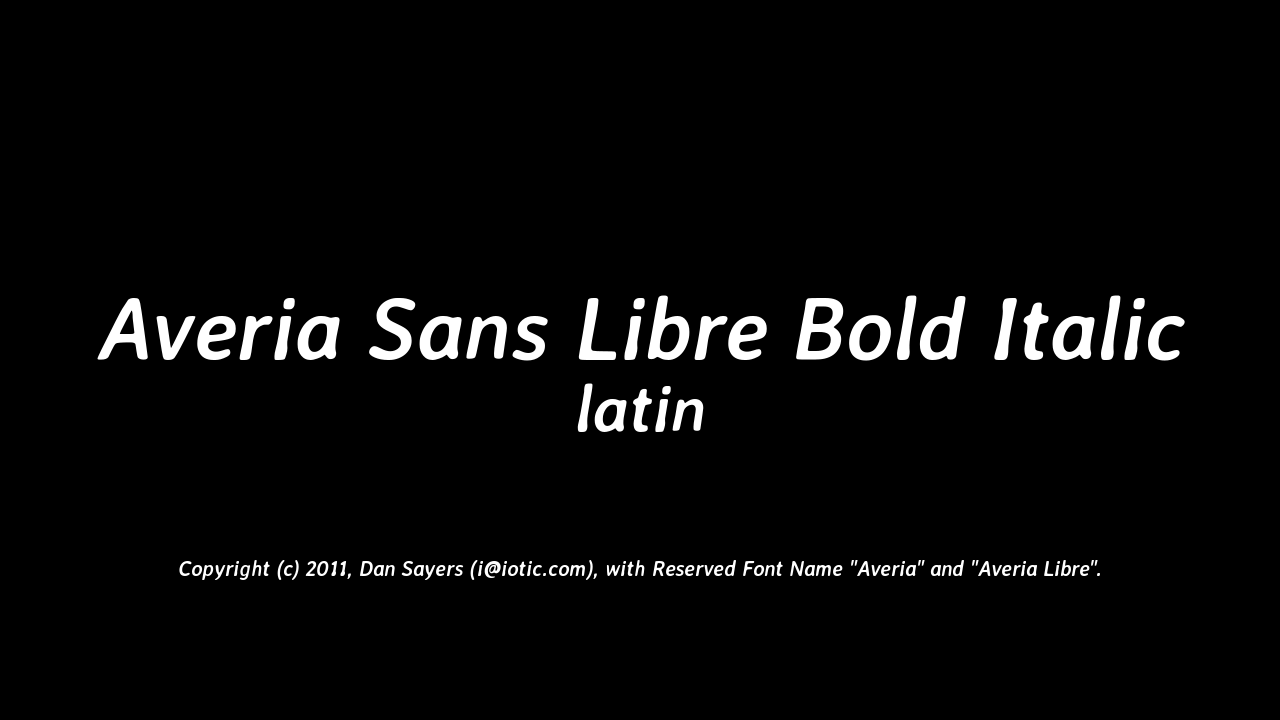 Averia Sans Libre Bold Italic
latin
Copyright (c) 2011, Dan Sayers (i@iotic.com), with Reserved Font Name "Averia" and "Averia Libre".